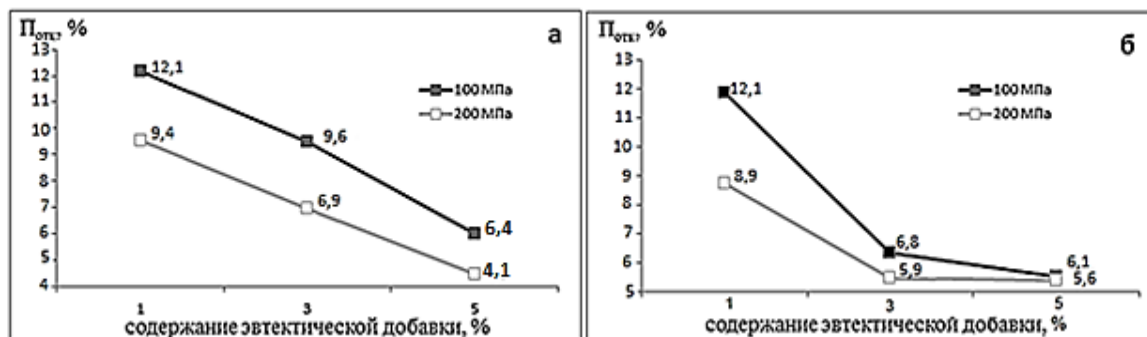 Потк, %
а
13
12
11
10
9
8
7
6
5
4
12,1
9,6
6,4
9,4
6,9
4,1
100 МПа
200 МПа
1 3 5
содержание эвтектической добавки, %
Потк, %
б
13
12
11
10
9
8
7
6
5
12,1
6,8
6,1
8,9
5,9
5,6
100 МПа
200 МПа
1 3 5
содержание эвтектической добавки, %